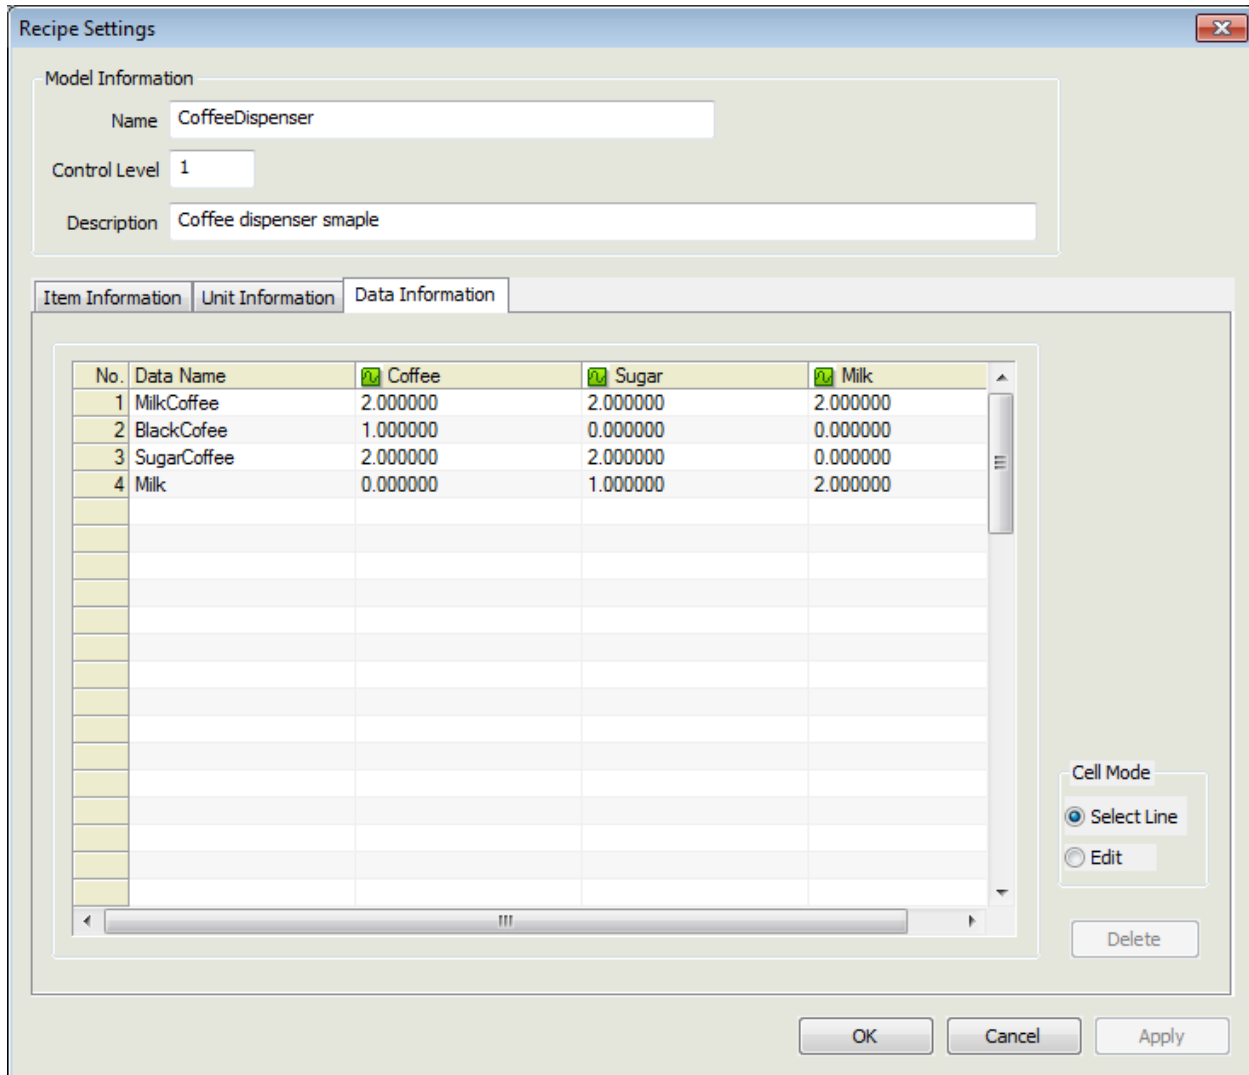 Recipe Settings
Model Information
Name CoffeeDispenser
Control Level 1
Description Coffee dispenser smaple
Item Information Unit Information Data Information
No. Data Name Coffee Sugar Milk
1 MilkCoffee 2.000000 2.000000 2.000000
2 BlackCofee 1.000000 0.000000 0.000000
3 SugarCoffee 2.000000 2.000000 0.000000
4 Milk 0.000000 1.000000 2.000000
Cell Mode
Select Line
Edit
Delete
OK Cancel Apply